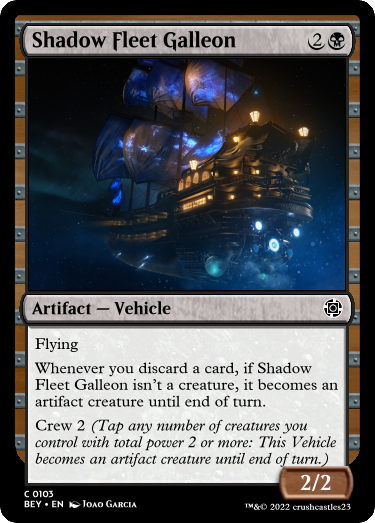 Shadow Fleet Galleon 2
Artifact — Vehicle
Flying
Whenever you discard a card, if Shadow
Fleet Galleon isn't a creature, it becomes an
artifact creature until end of turn.
Crew 2 (Tap any number of creatures you
control with total power 2 or more: This Vehicle
becomes an artifact creature until end of turn.)
2/2
C 0103
BEY • EN Joao Garcia
™&© 2022 crushcastles23